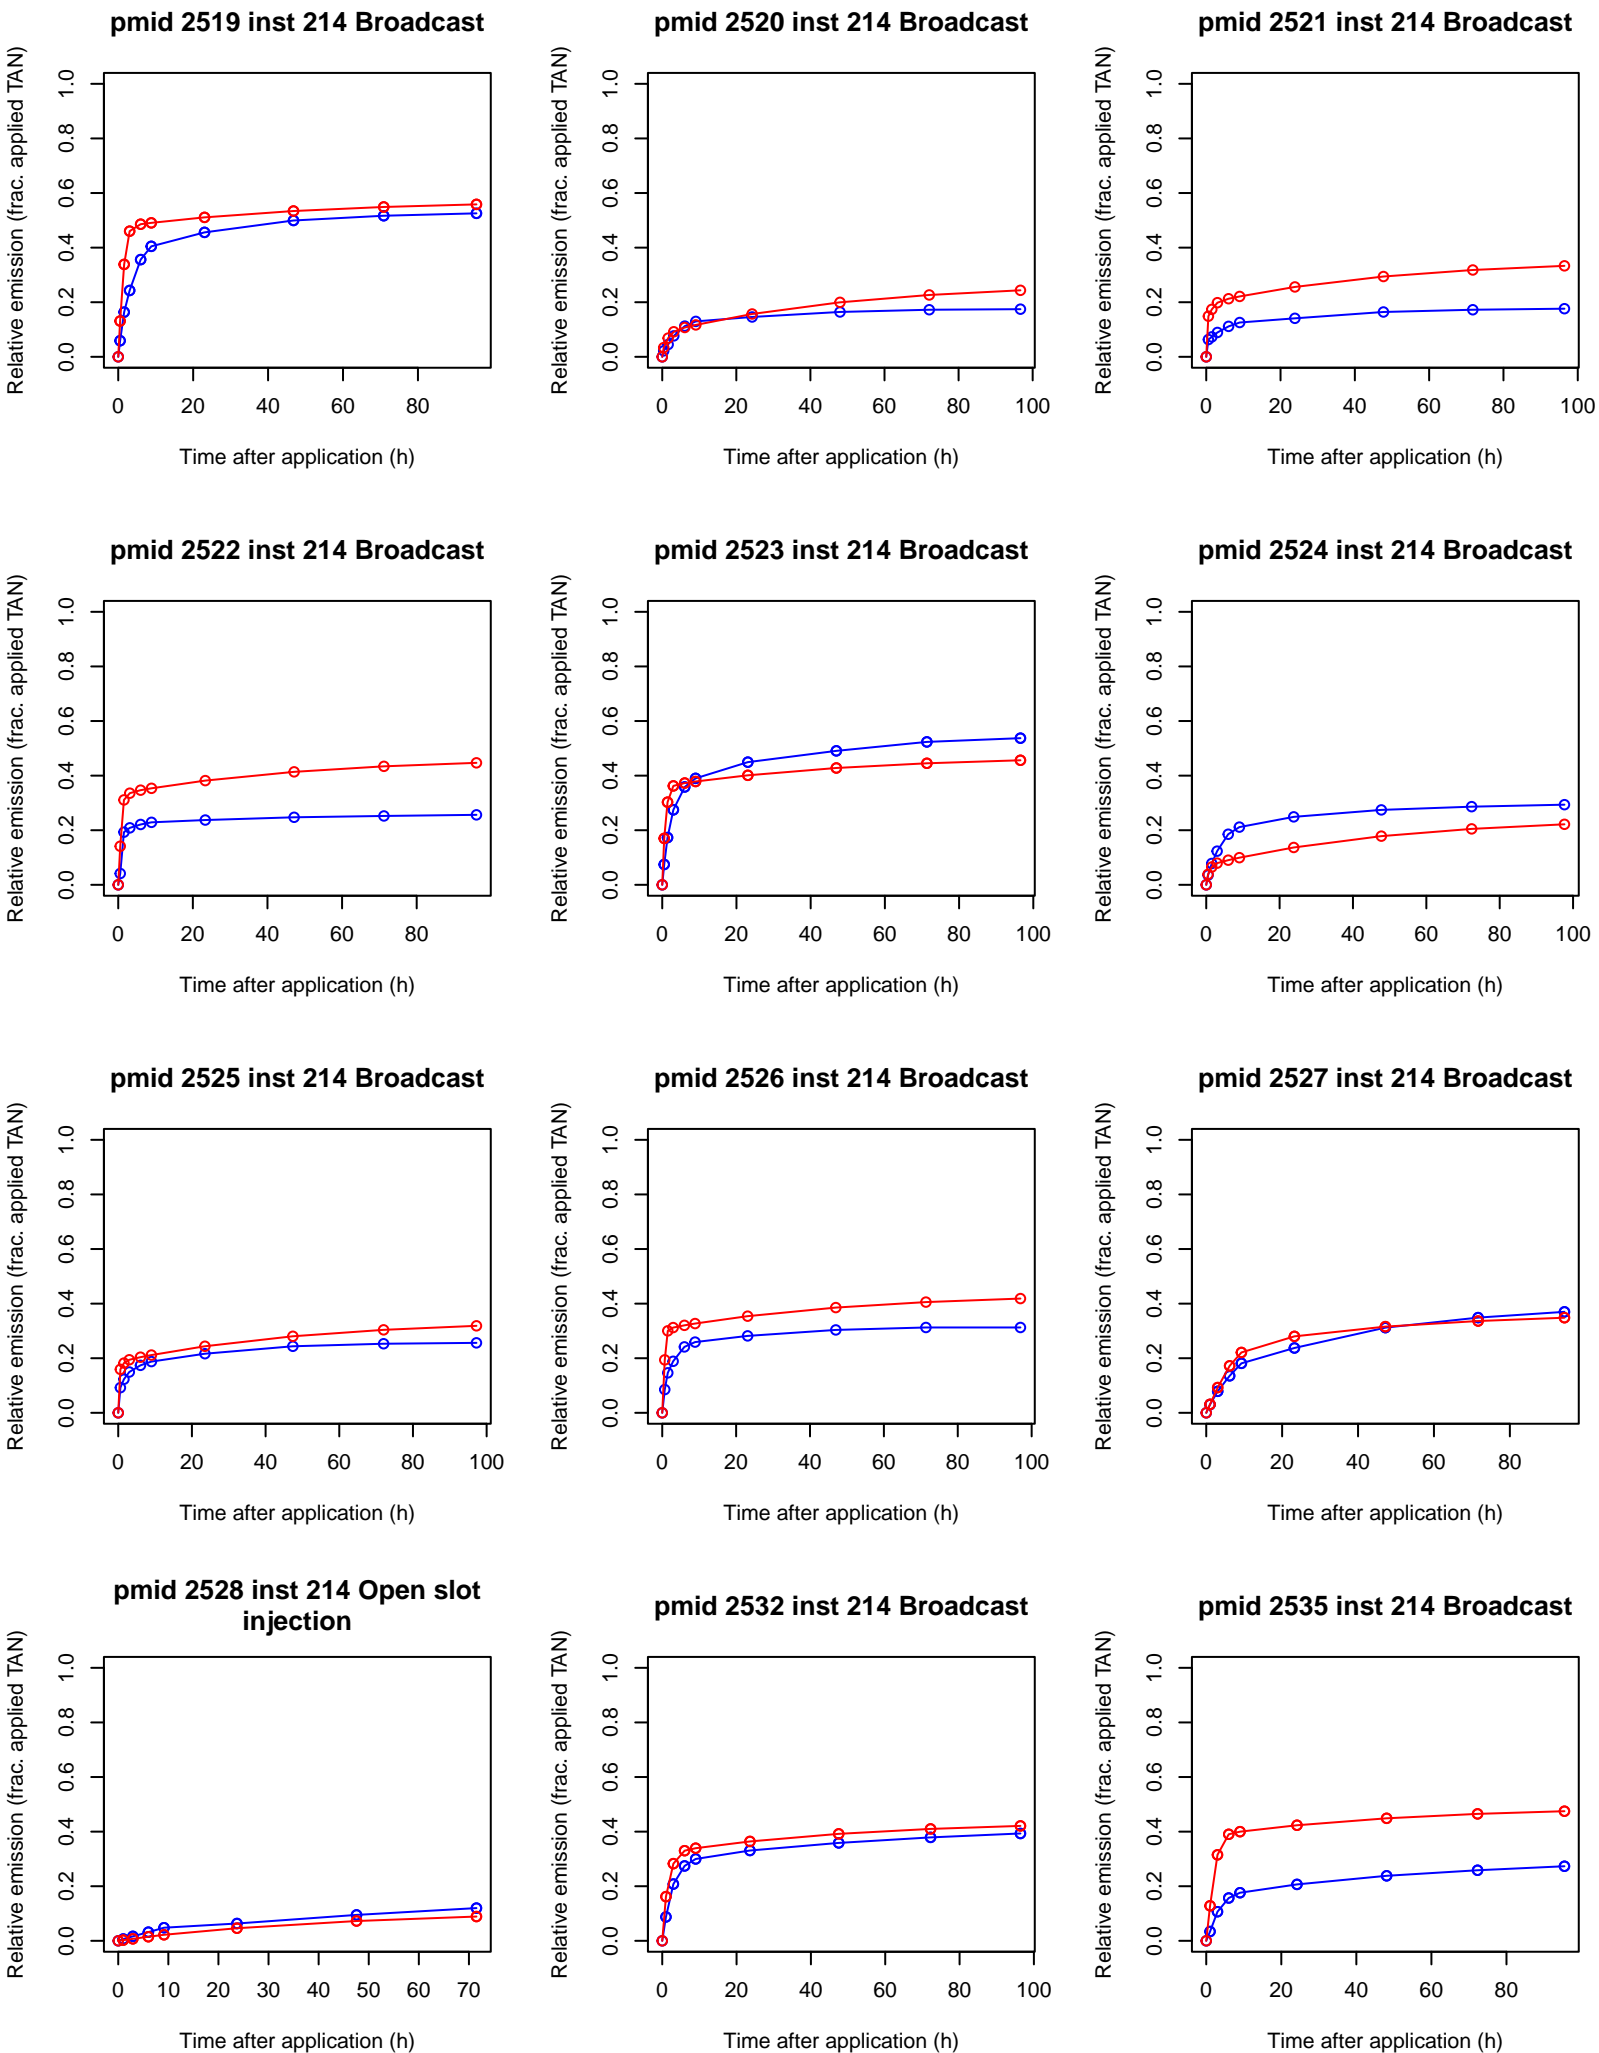 pmid 2519 inst 214 Broadcast
Relative emission (frac. applied TAN)
1.0
0.8
0.6
0.4
0.2
0.0
0 20 40 60 80
Time after application (h)
pmid 2520 inst 214 Broadcast
Relative emission (frac. applied TAN)
1.0
0.8
0.6
0.4
0.2
0.0
0 20 40 60 80 100
Time after application (h)
pmid 2521 inst 214 Broadcast
Relative emission (frac. applied TAN)
1.0
0.8
0.6
0.4
0.2
0.0
0 20 40 60 80 100
Time after application (h)
pmid 2522 inst 214 Broadcast
Relative emission (frac. applied TAN)
1.0
0.8
0.6
0.4
0.2
0.0
0 20 40 60 80
Time after application (h)
pmid 2523 inst 214 Broadcast
Relative emission (frac. applied TAN)
1.0
0.8
0.6
0.4
0.2
0.0
0 20 40 60 80 100
Time after application (h)
pmid 2524 inst 214 Broadcast
Relative emission (frac. applied TAN)
1.0
0.8
0.6
0.4
0.2
0.0
0 20 40 60 80 100
Time after application (h)
pmid 2525 inst 214 Broadcast
Relative emission (frac. applied TAN)
1.0
0.8
0.6
0.4
0.2
0.0
0 20 40 60 80 100
Time after application (h)
pmid 2526 inst 214 Broadcast
Relative emission (frac. applied TAN)
1.0
0.8
0.6
0.4
0.2
0.0
0 20 40 60 80 100
Time after application (h)
pmid 2527 inst 214 Broadcast
Relative emission (frac. applied TAN)
1.0
0.8
0.6
0.4
0.2
0.0
0 20 40 60 80
Time after application (h)
pmid 2528 inst 214 Open slot
injection
Relative emission (frac. applied TAN)
1.0
0.8
0.6
0.4
0.2
0.0
0 10 20 30 40 50 60 70
Time after application (h)
pmid 2532 inst 214 Broadcast
Relative emission (frac. applied TAN)
1.0
0.8
0.6
0.4
0.2
0.0
0 20 40 60 80 100
Time after application (h)
pmid 2535 inst 214 Broadcast
Relative emission (frac. applied TAN)
1.0
0.8
0.6
0.4
0.2
0.0
0 20 40 60 80
Time after application (h)